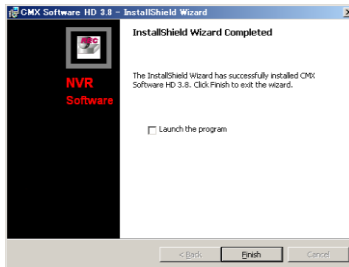 CMX Software HD 3.8 - InstallShield Wizard
InstallShield Wizard Completed
NVR
Software
The InstallShield Wizard has successfully installed CMX
Software HD 3.8. Click Finish to exit the wizard.
Launch the program
< Back
Finish
Cancel